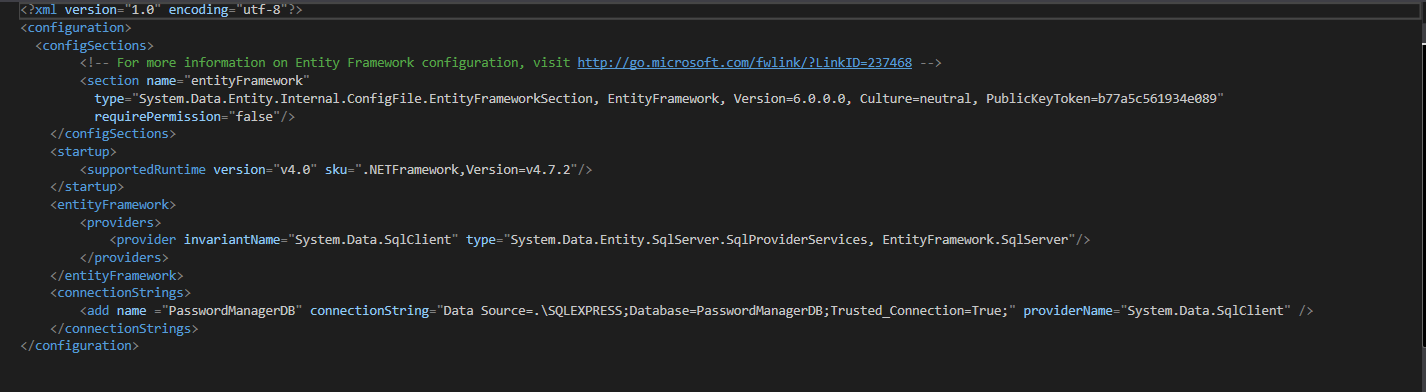 <?xml version="1.0" encoding="utf-8"?>
<configuration>
  <configSections>
        <!-- For more information on Entity Framework configuration, visit http://go.microsoft.com/fwlink/?LinkID=237468 -->
        <section name="entityFramework"
          type="System.Data.Entity.Internal.ConfigFile.EntityFrameworkSection, EntityFramework, Version=6.0.0.0, Culture=neutral, PublicKeyToken=b77a5c561934e089"
          requirePermission="false"/>
    </configSections>
    <startup>
        <supportedRuntime version="v4.0" sku=".NETFramework,Version=v4.7.2"/>
    </startup>
    <entityFramework>
        <providers>
            <provider invariantName="System.Data.SqlClient" type="System.Data.Entity.SqlServer.SqlProviderServices, EntityFramework.SqlServer"/>
        </providers>
    </entityFramework>
    <connectionStrings>
        <add name ="PasswordManagerDB" connectionString="Data Source=.\SQLEXPRESS;Database=PasswordManagerDB;Trusted_Connection=True;" providerName="System.Data.SqlClient" />
    </connectionStrings>
</configuration>